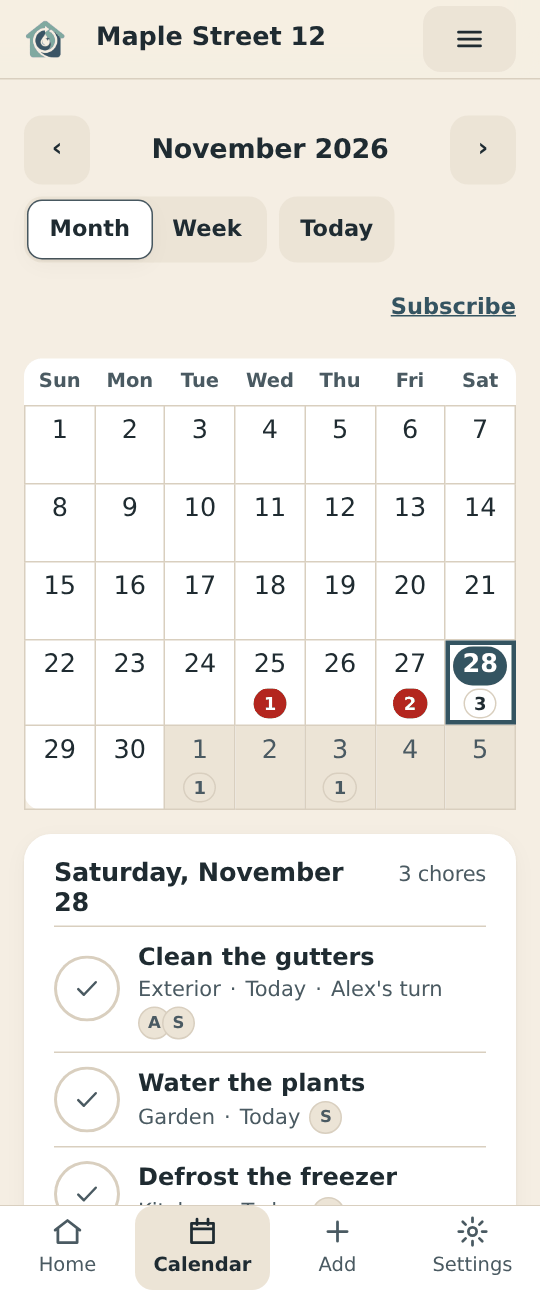 Maple Street 12
‹ November 2026 ›
Month Week Today
Subscribe
Sun Mon Tue Wed Thu Fri Sat
1 2 3 4 5 6 7
8 9 10 11 12 13 14
15 16 17 18 19 20 21
22 23 24 25 26 27 28
1 2 3
29 30 1 2 3 4 5
1 1
Saturday, November 28
3 chores
Clean the gutters
Exterior · Today · Alex's turn
A S
Water the plants
Garden · Today S
Defrost the freezer
Home Calendar Add Settings